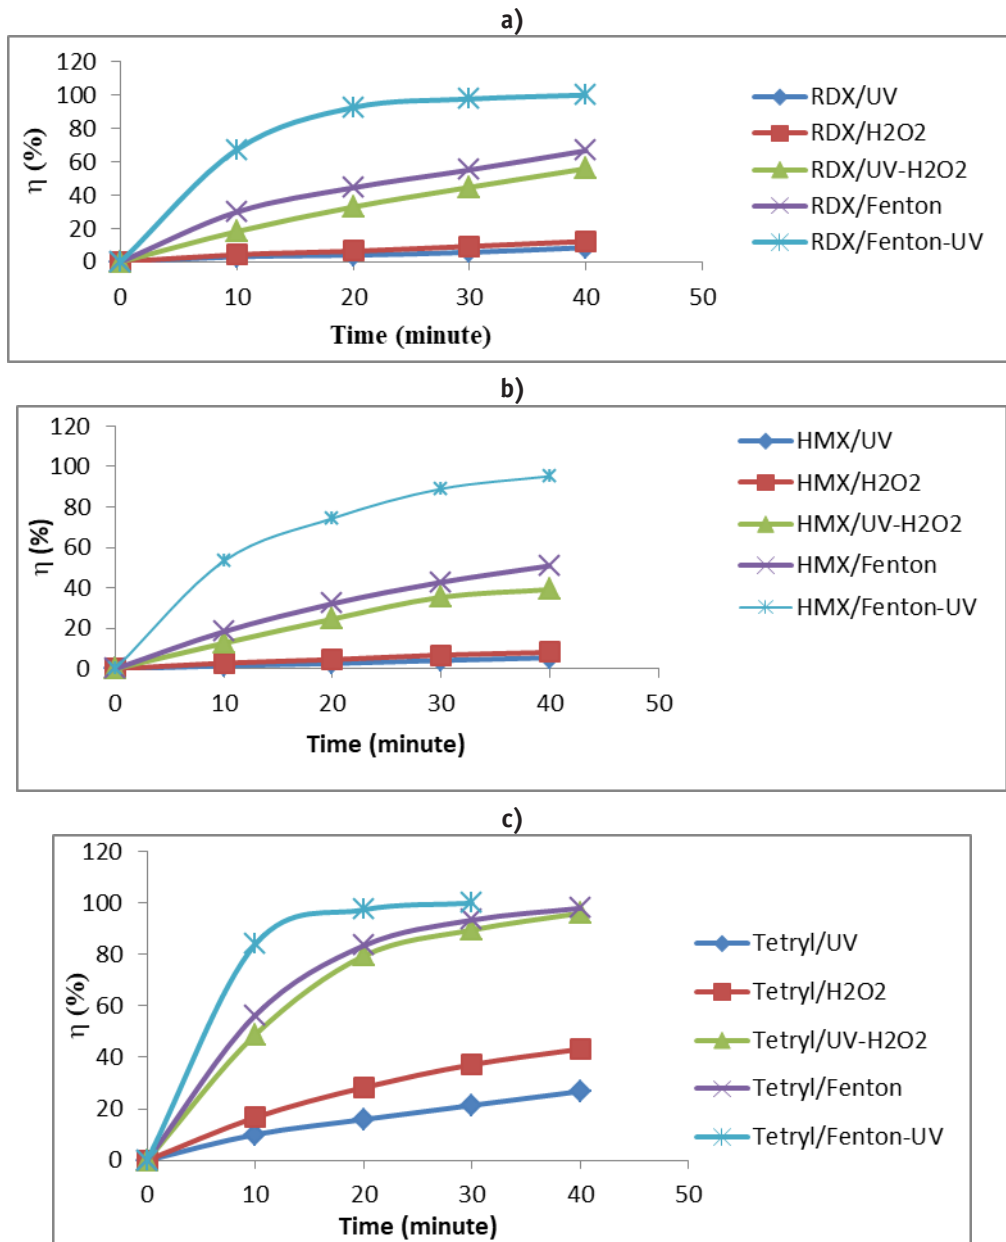 a)
120
100
80
60
40
20
0
η (%)
0 10 20 30 40 50
Time (minute)
RDX/UV
RDX/H2O2
RDX/UV-H2O2
RDX/Fenton
RDX/Fenton-UV
b)
120
100
80
60
40
20
0
η (%)
0 10 20 30 40 50
Time (minute)
HMX/UV
HMX/H2O2
HMX/UV-H2O2
HMX/Fenton
HMX/Fenton-UV
c)
120
100
80
60
40
20
0
η (%)
0 10 20 30 40 50
Time (minute)
Tetryl/UV
Tetryl/H2O2
Tetryl/UV-H2O2
Tetryl/Fenton
Tetryl/Fenton-UV